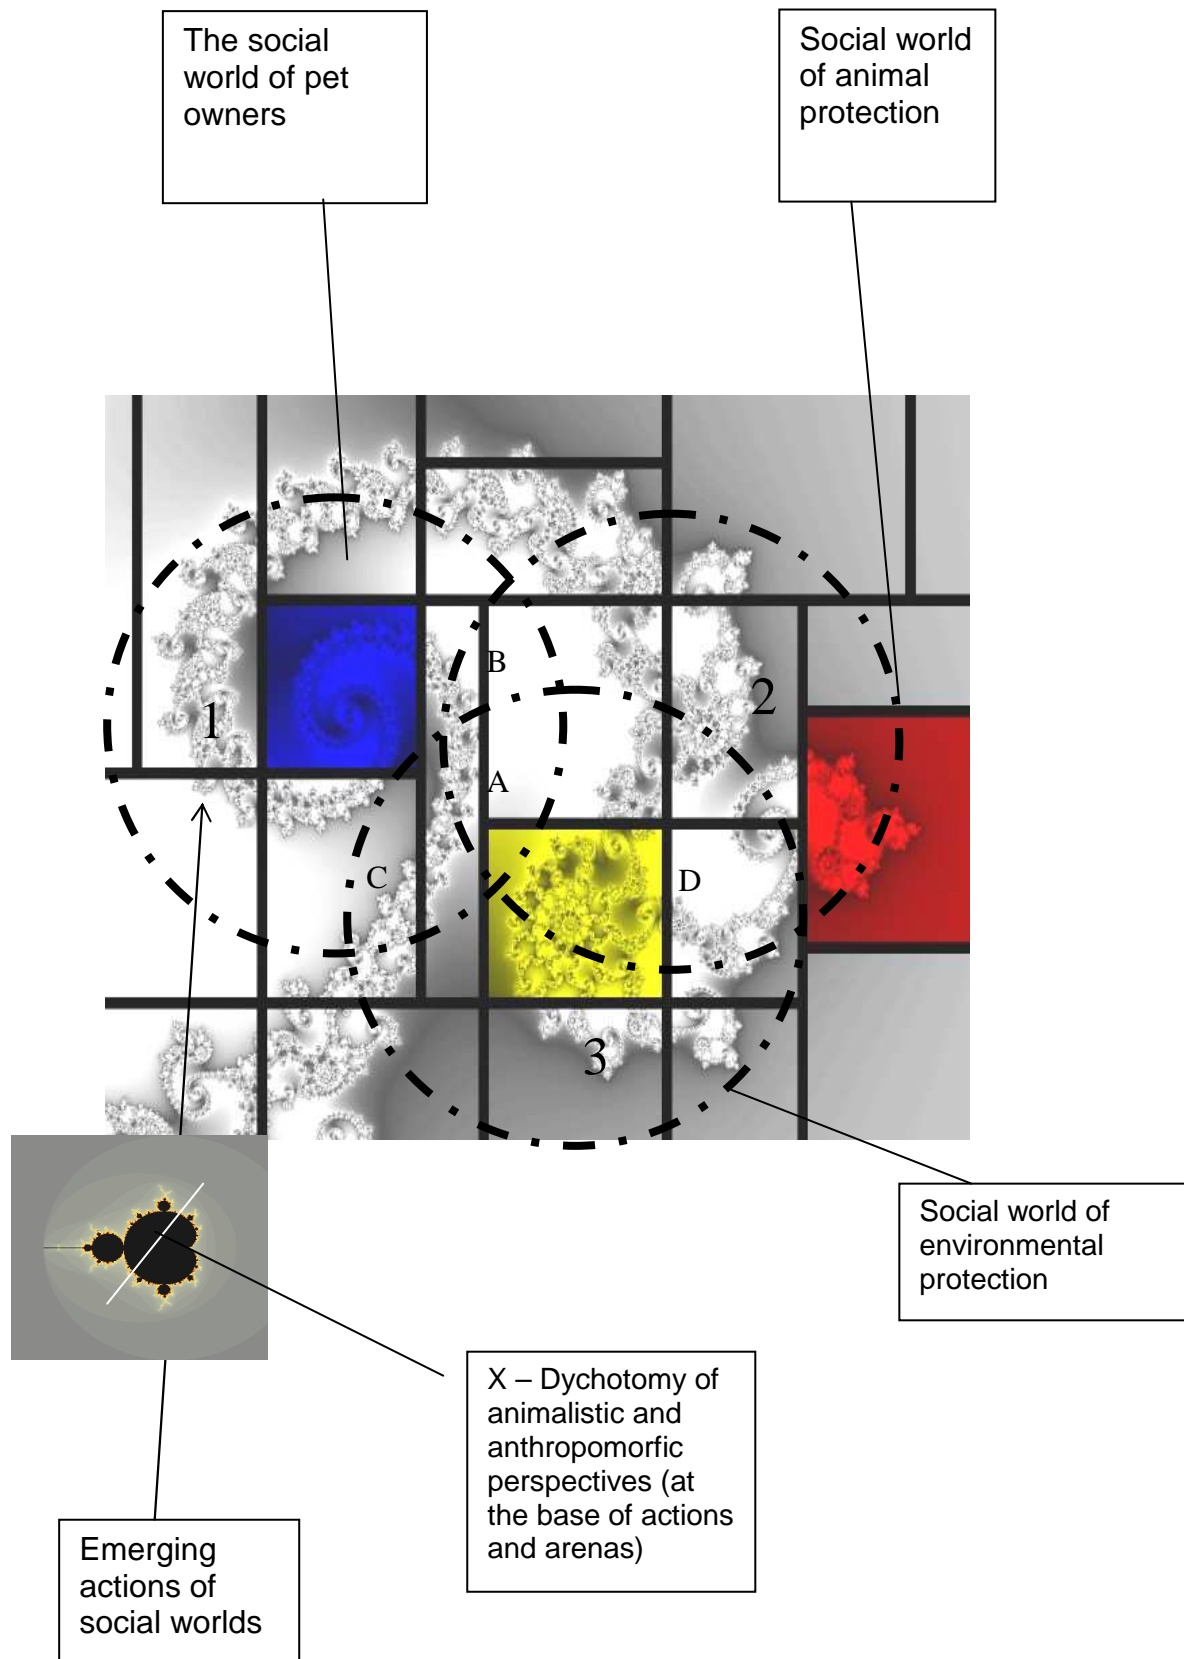 The social
world of pet
owners
Social world
of animal
protection
B
1
2
A
C
D
3
Social world of
environmental
protection
X – Dychotomy of
animalistic and
anthropomorfic
perspectives (at
the base of actions
and arenas)
Emerging
actions of
social worlds